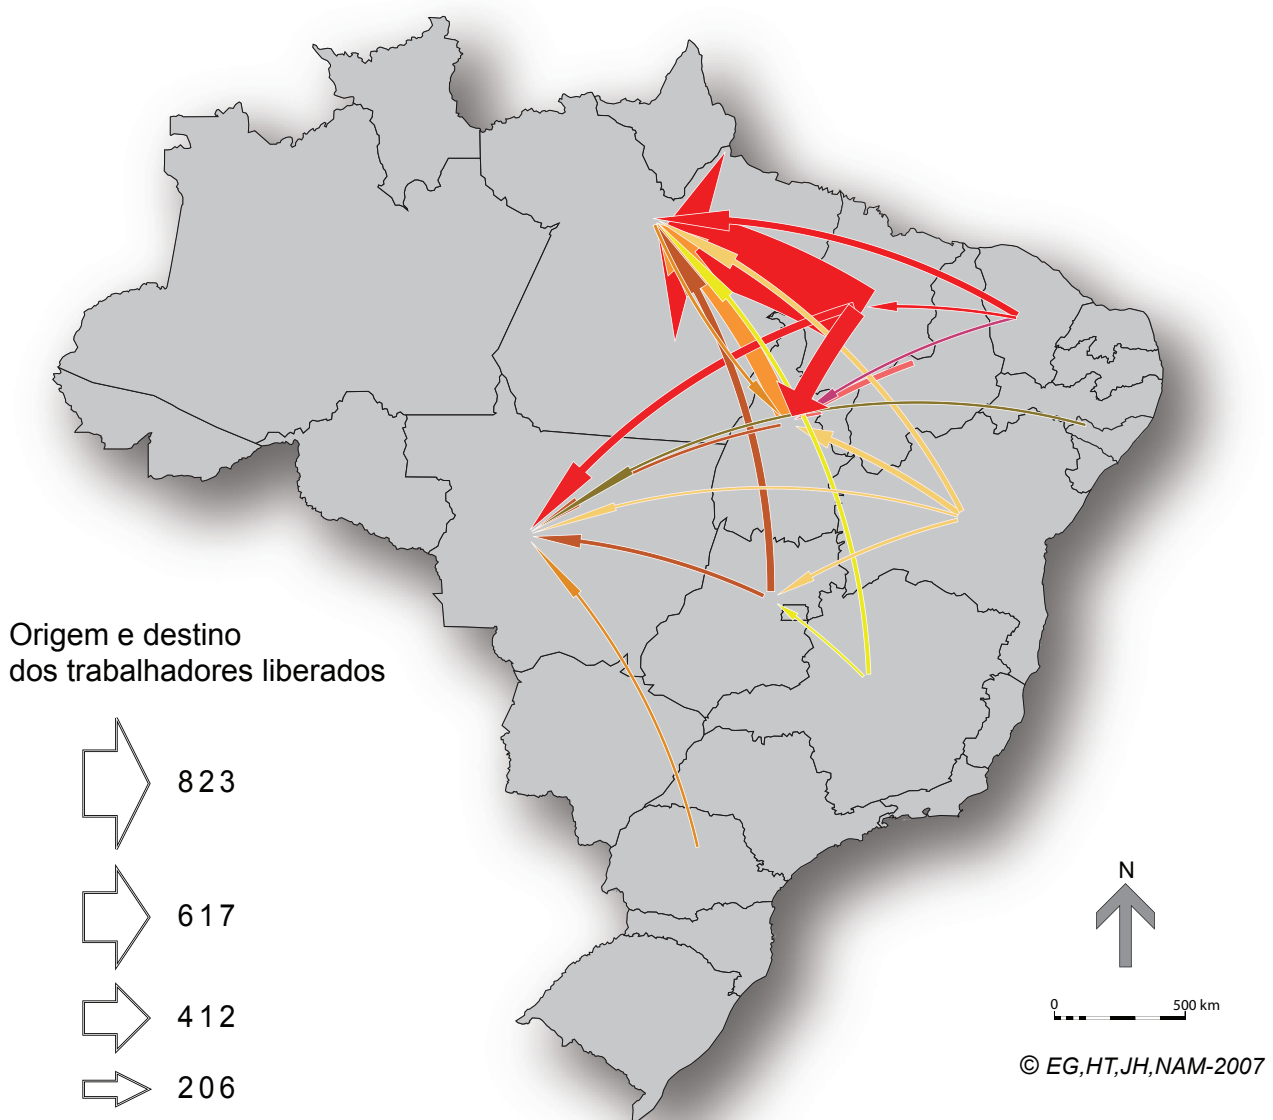 Origem e destino
dos trabalhadores liberados
823
617
412
206
N
0 500 km
© EG,HT,JH,NAM-2007